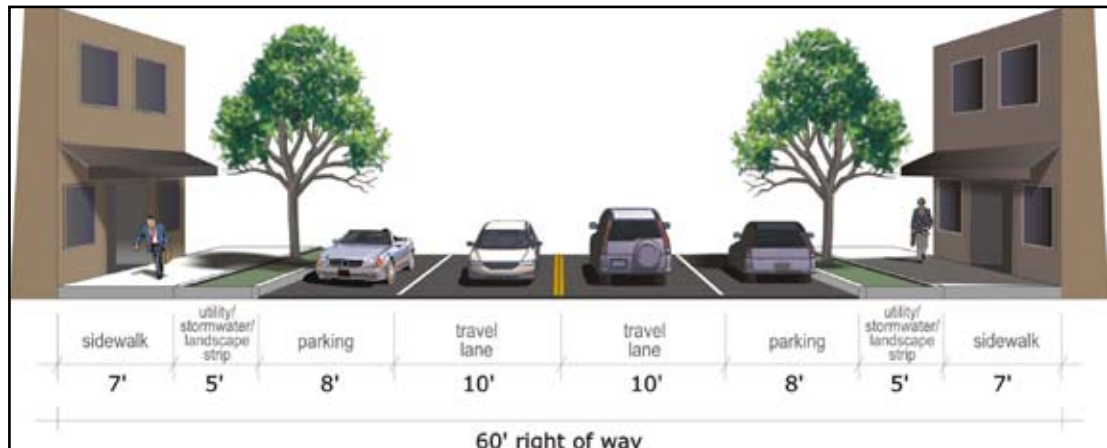 sidewalk
utility/
stormwater/
landscape
strip
parking
travel
lane
travel
lane
parking
utility/
stormwater/
landscape
strip
sidewalk
7' 5' 8' 10' 10' 8' 5' 7'
60' right of way